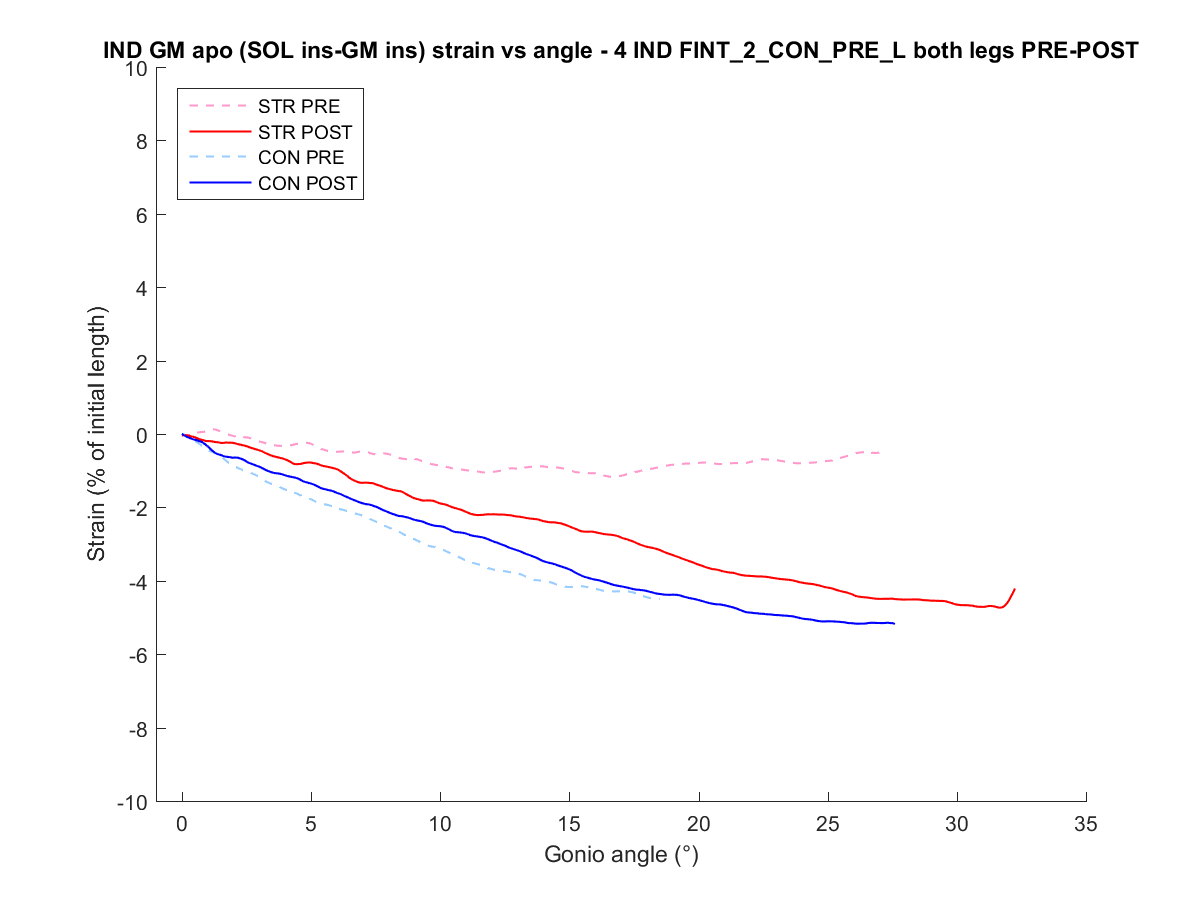 IND GM apo (SOL ins-GM ins) strain vs angle - 4 IND FINT_2_CON_PRE_L both legs PRE-POST
10
8
6
4
2
0
-2
-4
-6
-8
-10
Strain (% of initial length)
STR PRE
STR POST
CON PRE
CON POST
0 5 10 15 20 25 30 35
Gonio angle (°)